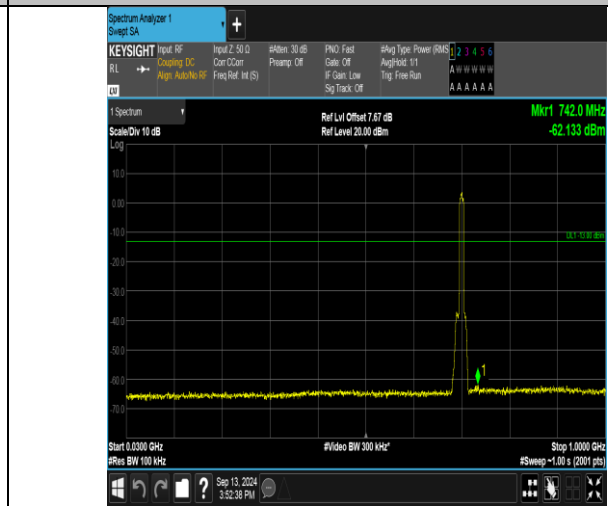 Spectrum Analyzer 1
Swept SA
+
KEYSIGHT Input: RF Input Z: 50 Ω #Atten: 30 dB PNO: Fast #Avg Type: Power (RMS 1 2 3 4 5 6
RL Coupling: DC Corr CCorr Preamp: Off Gate: Off Avg|Hold: 1/1 A W W W W W
Align: Auto/No RF Freq Ref: Int (S) IF Gain: Low Trig: Free Run
Sig Track: Off A A A A A A
LXI
1 Spectrum Ref Lvl Offset 7.67 dB Mkr1 742.0 MHz
Scale/Div 10 dB Ref Level 20.00 dBm -62.133 dBm
Log
10.0
0.00
-10.0 DL1 -13.00 dBm
-20.0
-30.0
-40.0
-50.0
-60.0 1
-70.0
Start 0.0300 GHz #Video BW 300 kHz* Stop 1.0000 GHz
#Res BW 100 kHz #Sweep ~1.00 s (2001 pts)
? Sep 13, 2024
3:52:38 PM